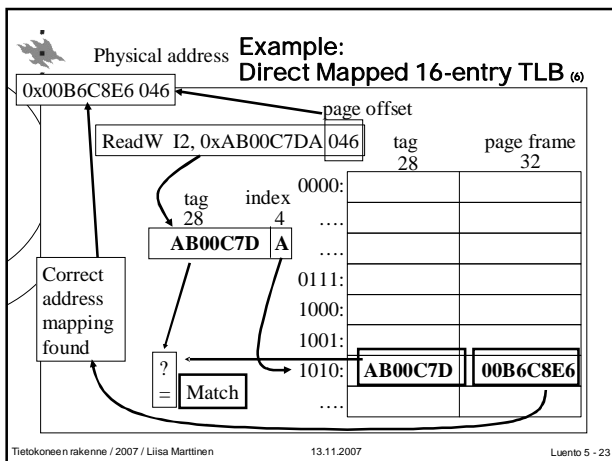 Example:
Physical address
Direct Mapped 16-entry TLB (6)
0x00B6C8E6 046
page offset
ReadW I2, 0xAB00C7DA 046
tag
28
page frame
32
0000:
tag
28
index
4
....
AB00C7D A
....
0111:
Correct
address
mapping
found
1000:
1001:
?
=
Match
1010:
AB00C7D
00B6C8E6
....
Tietokoneen rakenne / 2007 / Liisa Marttinen
13.11.2007
Luento 5 - 23